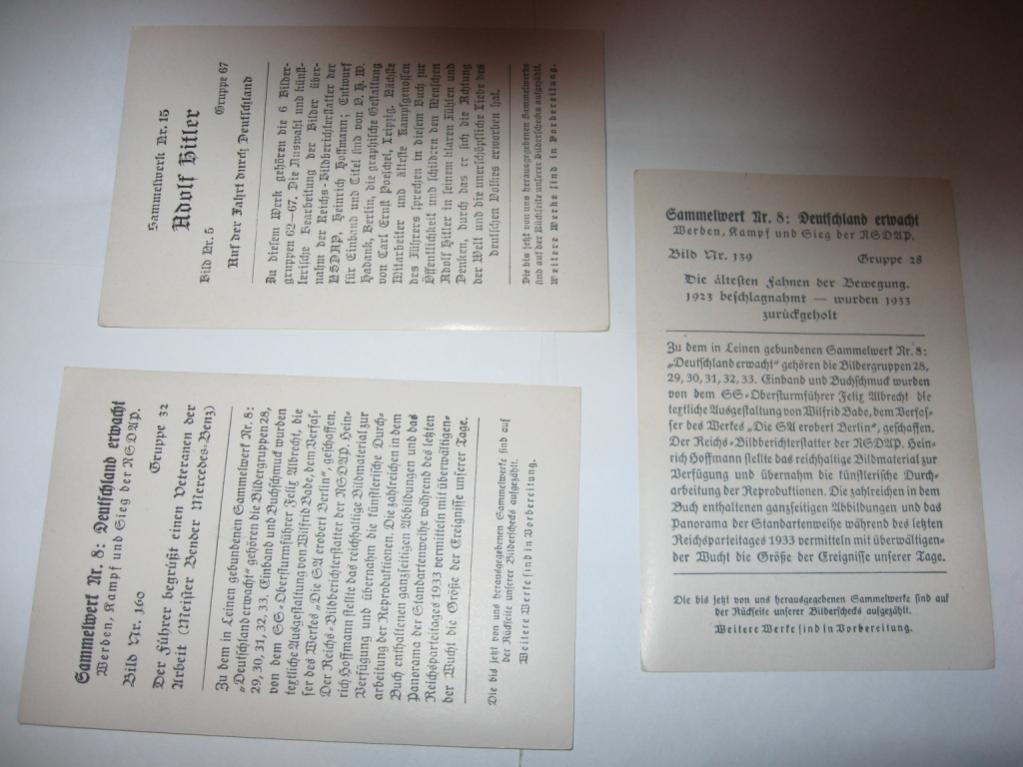 Sammelwerk Nr. 15
Adolf Hitler
Bild Nr. 5 Gruppe 67
Auf der Fahrt durch Deutschland
Zu diesem Werk gehören die 6 Bilder-
gruppen 62–67. Die Auswahl und künst-
lerische Bearbeitung der Bilder über-
nahm der Reichs-Bildberichterstatter der
NSDAP, Heinrich Hoffmann; Entwurf
für Einband und Titel sind von O. H. W.
Hadank, Berlin, die graphische Gestaltung
von Carl Ernst Poeschel, Leipzig. Nächste
Mitarbeiter und älteste Kampfgenossen
des Führers sprechen in diesem Buch zur
Öffentlichkeit und schildern den Menschen
Adolf Hitler in seinem klaren Fühlen und
Denken, durch das er sich die Achtung
der Welt und die unerschöpfliche Liebe des
deutschen Volkes erworben hat.
Die bis jetzt von uns herausgegebenen Sammelwerke
sind auf der Rückseite unserer Bilderschecks aufgezählt.
Weitere Werke sind in Vorbereitung.
Sammelwerk Nr. 8: Deutschland erwacht
Werden, Kampf und Sieg der NSDAP.
Bild Nr. 160 Gruppe 32
Der Führer begrüßt einen Veteranen der
Arbeit (Meister Bender Mercedes-Benz)
Zu dem in Leinen gebundenen Sammelwerk Nr. 8:
„Deutschland erwacht“ gehören die Bildergruppen 28,
29, 30, 31, 32, 33. Einband und Buchschmuck wurden
von dem SS-Obersturmführer Felix Albrecht, die
textliche Ausgestaltung von Wilfrid Bade, dem Verfas-
ser des Werkes „Die SA erobert Berlin“, geschaffen.
Der Reichs-Bildberichterstatter der NSDAP. Hein-
rich Hoffmann stellte das reichhaltige Bildmaterial zur
Verfügung und übernahm die künstlerische Durch-
arbeitung der Reproduktionen. Die zahlreichen in dem
Buch enthaltenen ganzseitigen Abbildungen und das
Panorama der Standartenweihe während des letzten
Reichsparteitages 1933 vermitteln mit überwältigen-
der Wucht die Größe der Ereignisse unserer Tage.
Die bis jetzt von uns herausgegebenen Sammelwerke sind auf
der Rückseite unserer Bilderschecks aufgezählt.
Weitere Werke sind in Vorbereitung.
Sammelwerk Nr. 8: Deutschland erwacht
Werden, Kampf und Sieg der NSDAP.
Bild Nr. 139 Gruppe 28
Die ältesten Fahnen der Bewegung.
1923 beschlagnahmt — wurden 1933
zurückgeholt
Zu dem in Leinen gebundenen Sammelwerk Nr. 8:
„Deutschland erwacht“ gehören die Bildergruppen 28,
29, 30, 31, 32, 33. Einband und Buchschmuck wurden
von dem SS-Obersturmführer Felix Albrecht die
textliche Ausgestaltung von Wilfrid Bade, dem Verfas-
ser des Werkes „Die SA erobert Berlin“, geschaffen.
Der Reichs-Bildberichterstatter der NSDAP. Hein-
rich Hoffmann stellte das reichhaltige Bildmaterial zur
Verfügung und übernahm die künstlerische Durch-
arbeitung der Reproduktionen. Die zahlreichen in dem
Buch enthaltenen ganzseitigen Abbildungen und das
Panorama der Standartenweihe während des letzten
Reichsparteitages 1933 vermitteln mit überwältigen-
der Wucht die Größe der Ereignisse unserer Tage.
Die bis jetzt von uns herausgegebenen Sammelwerke sind auf
der Rückseite unserer Bilderschecks aufgezählt.
Weitere Werke sind in Vorbereitung.